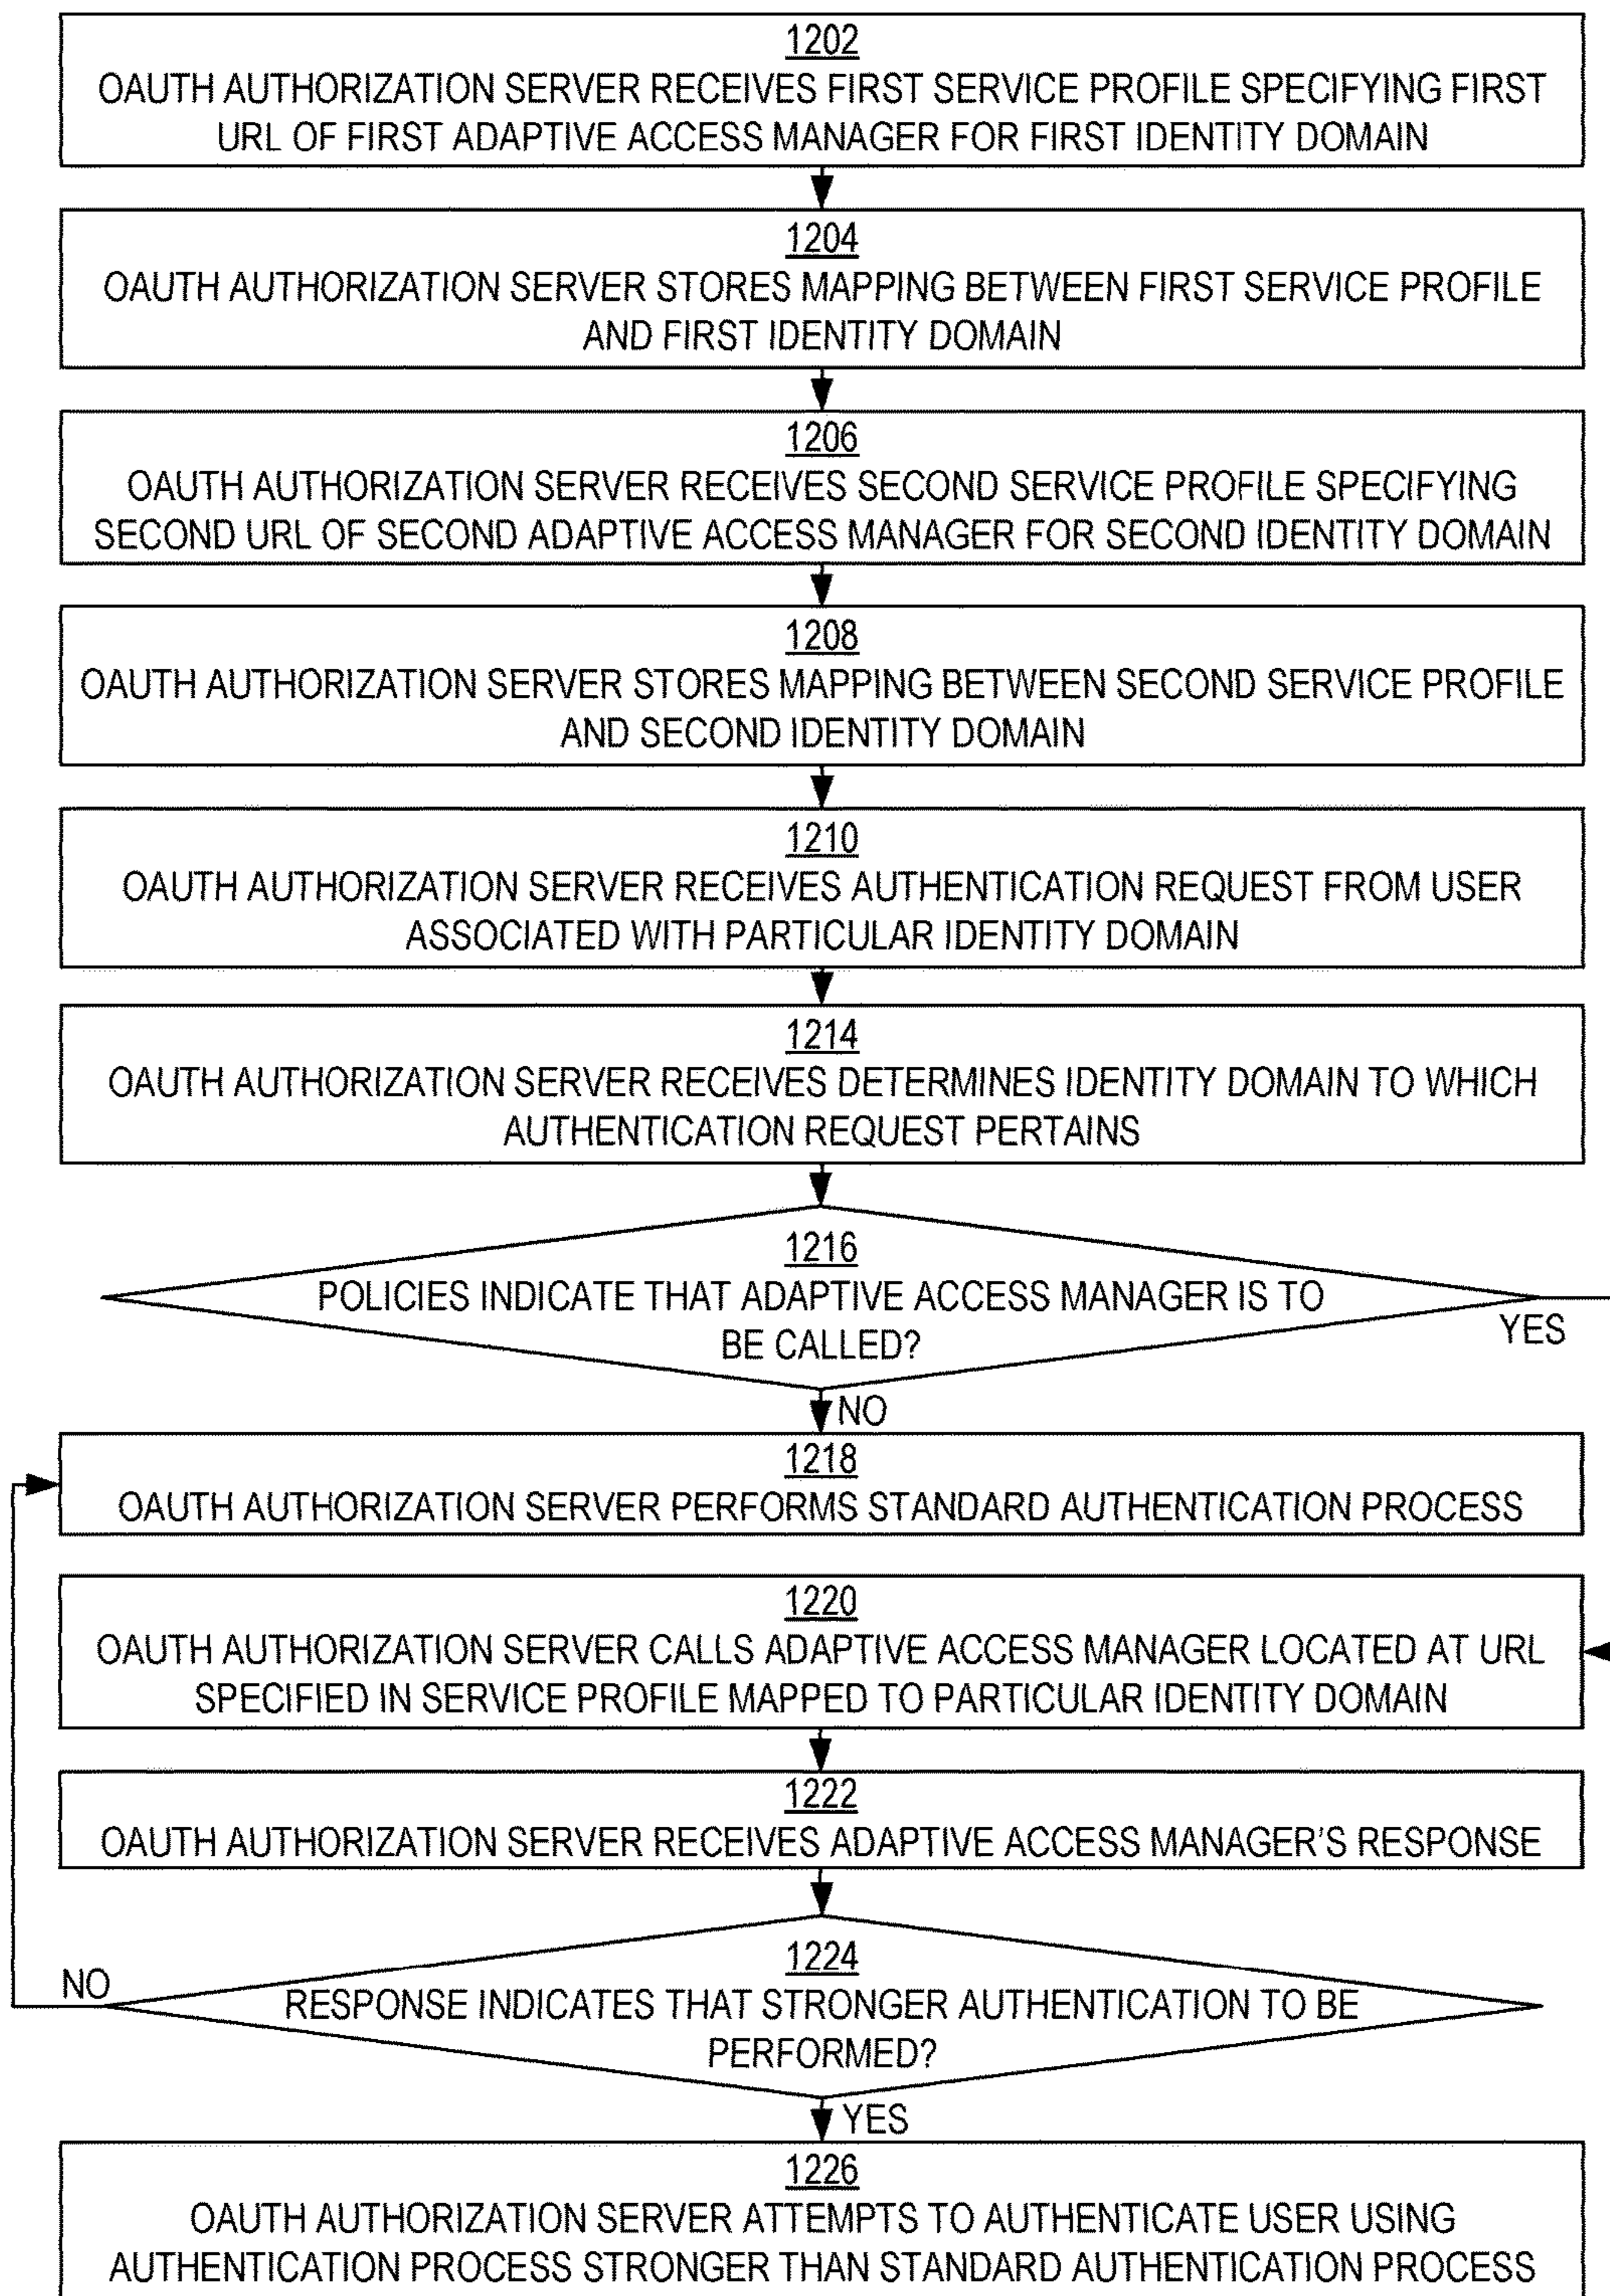 1202
OAUTH AUTHORIZATION SERVER RECEIVES FIRST SERVICE PROFILE SPECIFYING FIRST
URL OF FIRST ADAPTIVE ACCESS MANAGER FOR FIRST IDENTITY DOMAIN
1204
OAUTH AUTHORIZATION SERVER STORES MAPPING BETWEEN FIRST SERVICE PROFILE
AND FIRST IDENTITY DOMAIN
1206
OAUTH AUTHORIZATION SERVER RECEIVES SECOND SERVICE PROFILE SPECIFYING
SECOND URL OF SECOND ADAPTIVE ACCESS MANAGER FOR SECOND IDENTITY DOMAIN
1208
OAUTH AUTHORIZATION SERVER STORES MAPPING BETWEEN SECOND SERVICE PROFILE
AND SECOND IDENTITY DOMAIN
1210
OAUTH AUTHORIZATION SERVER RECEIVES AUTHENTICATION REQUEST FROM USER
ASSOCIATED WITH PARTICULAR IDENTITY DOMAIN
1214
OAUTH AUTHORIZATION SERVER RECEIVES DETERMINES IDENTITY DOMAIN TO WHICH
AUTHENTICATION REQUEST PERTAINS
1216
POLICIES INDICATE THAT ADAPTIVE ACCESS MANAGER IS TO
BE CALLED?
YES
NO
1218
OAUTH AUTHORIZATION SERVER PERFORMS STANDARD AUTHENTICATION PROCESS
1220
OAUTH AUTHORIZATION SERVER CALLS ADAPTIVE ACCESS MANAGER LOCATED AT URL
SPECIFIED IN SERVICE PROFILE MAPPED TO PARTICULAR IDENTITY DOMAIN
1222
OAUTH AUTHORIZATION SERVER RECEIVES ADAPTIVE ACCESS MANAGER'S RESPONSE
1224
NO
RESPONSE INDICATES THAT STRONGER AUTHENTICATION TO BE
PERFORMED?
YES
1226
OAUTH AUTHORIZATION SERVER ATTEMPTS TO AUTHENTICATE USER USING
AUTHENTICATION PROCESS STRONGER THAN STANDARD AUTHENTICATION PROCESS